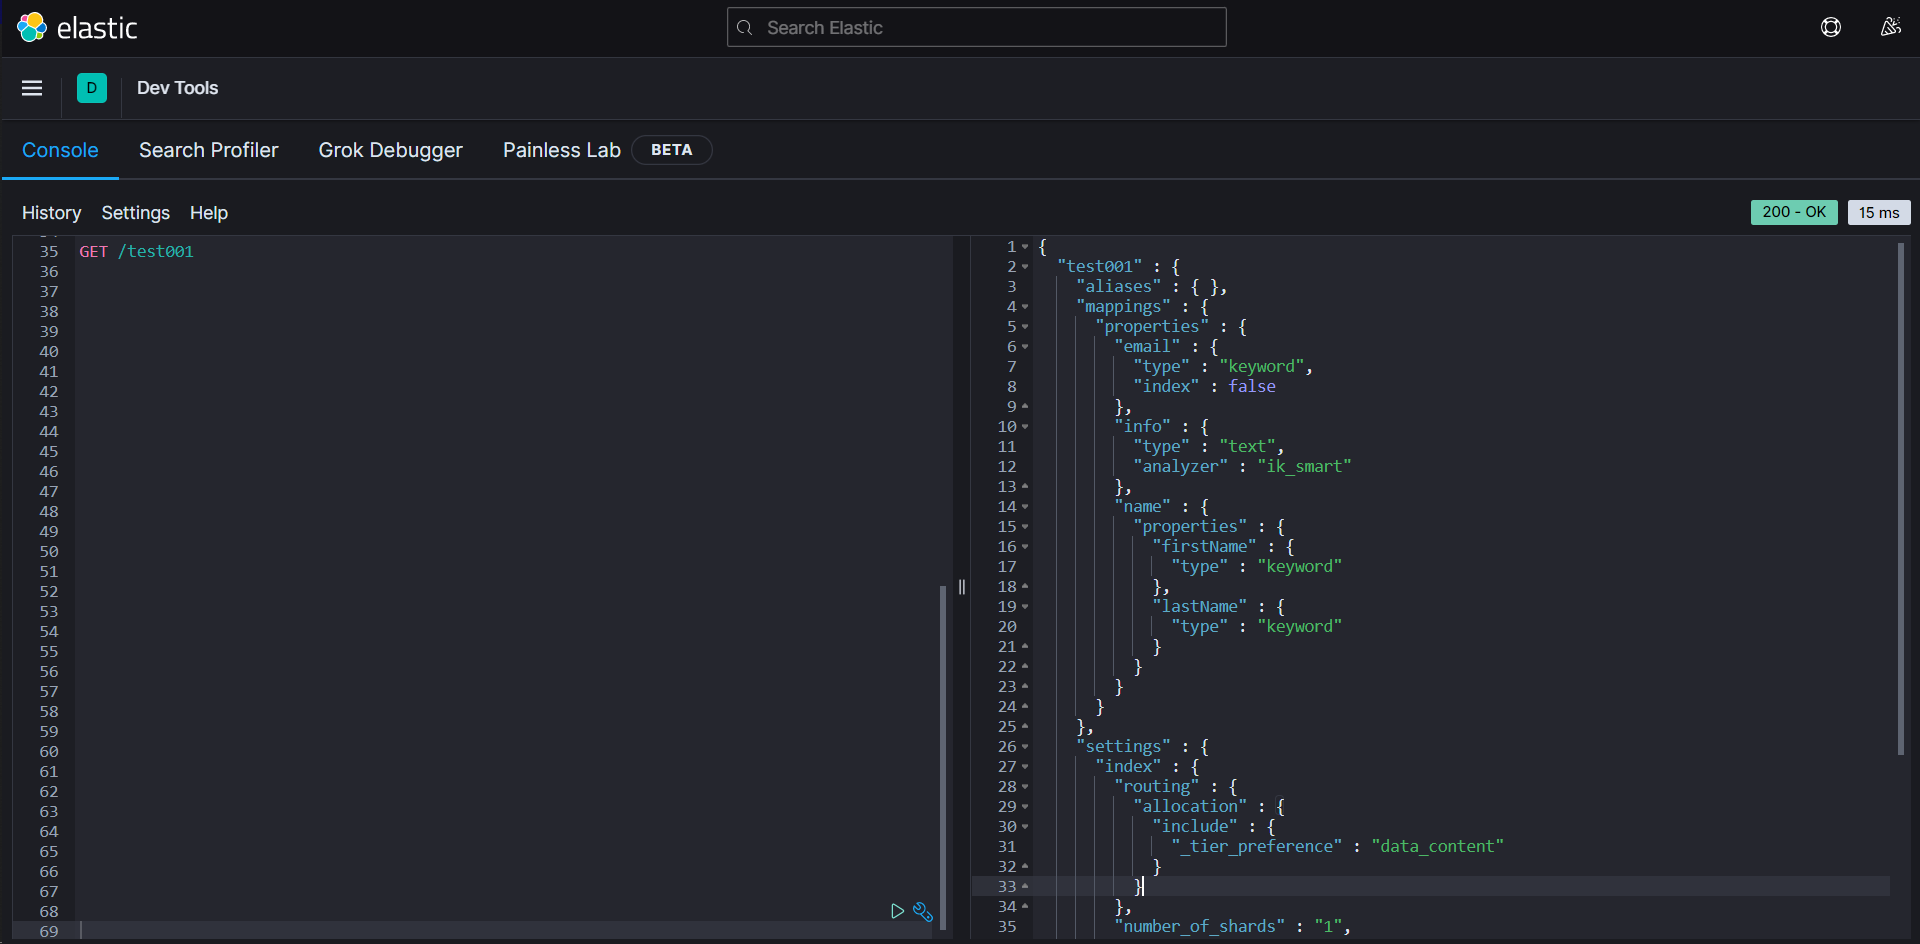 elastic
Search Elastic
D
Dev Tools
Console
Search Profiler
Grok Debugger
Painless Lab
BETA
History
Settings
Help
200 - OK
15 ms
35 GET /test001
36
37
38
39
40
41
42
43
44
45
46
47
48
49
50
51
52
53
54
55
56
57
58
59
60
61
62
63
64
65
66
67
68
69
1 {
2 "test001" : {
3 "aliases" : { },
4 "mappings" : {
5 "properties" : {
6 "email" : {
7 "type" : "keyword",
8 "index" : false
9 },
10 "info" : {
11 "type" : "text",
12 "analyzer" : "ik_smart"
13 },
14 "name" : {
15 "properties" : {
16 "firstName" : {
17 "type" : "keyword"
18 },
19 "lastName" : {
20 "type" : "keyword"
21 }
22 }
23 }
24 }
25 },
26 "settings" : {
27 "index" : {
28 "routing" : {
29 "allocation" : {
30 "include" : {
31 "_tier_preference" : "data_content"
32 }
33 }
34 },
35 "number_of_shards" : "1",